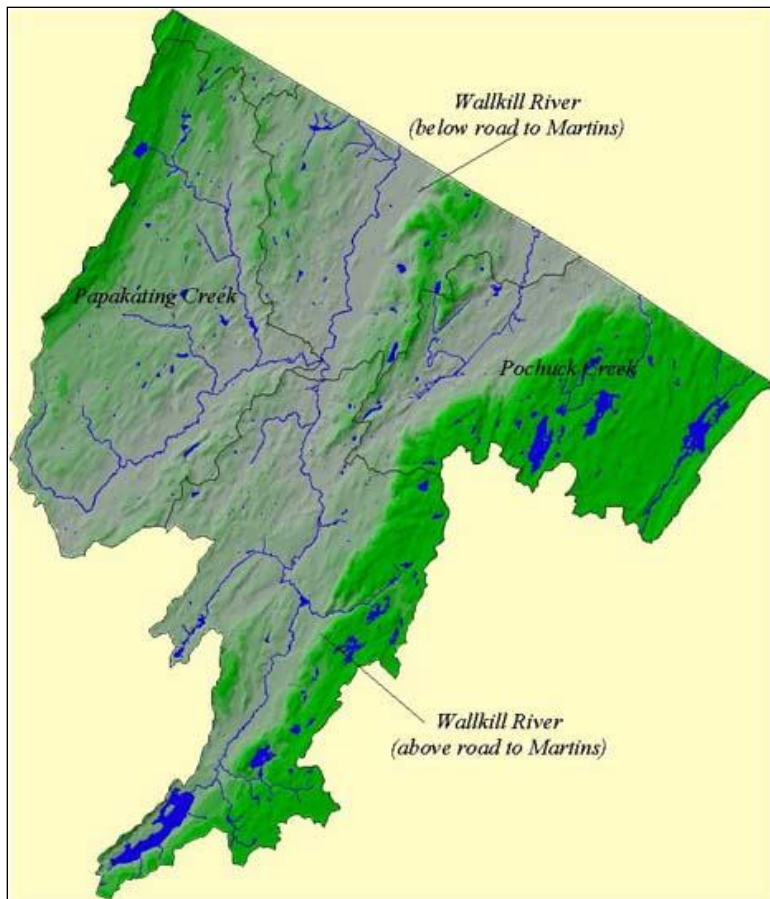 Wallkill River
(below road to Martins)
Papakating Creek
Pochuck Creek
Wallkill River
(above road to Martins)